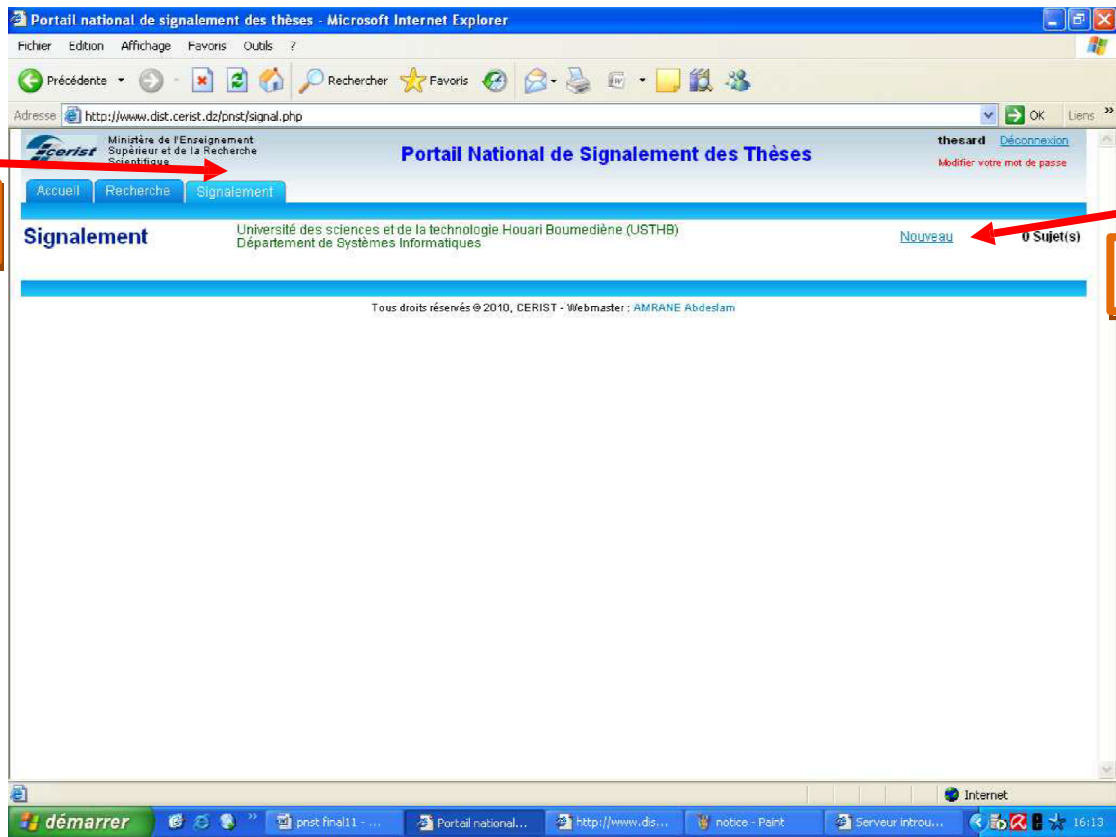 Portail national de signalement des thèses - Microsoft Internet Explorer
Fichier Edition Affichage Favoris Outils ?
Précédente Rechercher Favoris
Adresse http://www.dist.cerist.dz/pnst/signal.php OK Liens »
cerist
Ministère de l'Enseignement
Supérieur et de la Recherche
Scientifique
Portail National de Signalement des Thèses
thesard Déconnexion
Modifier votre mot de passe
Accueil Recherche Signalement
Signalement
Université des sciences et de la technologie Houari Boumediène (USTHB)
Département de Systèmes Informatiques
Nouveau 0 Sujet(s)
Tous droits réservés @ 2010, CERIST - Webmaster : AMRANE Abdeslam
Internet
démarrer » pnst final11 - ... Portail national... http://www.dis... notice - Paint Serveur introu... 16:13